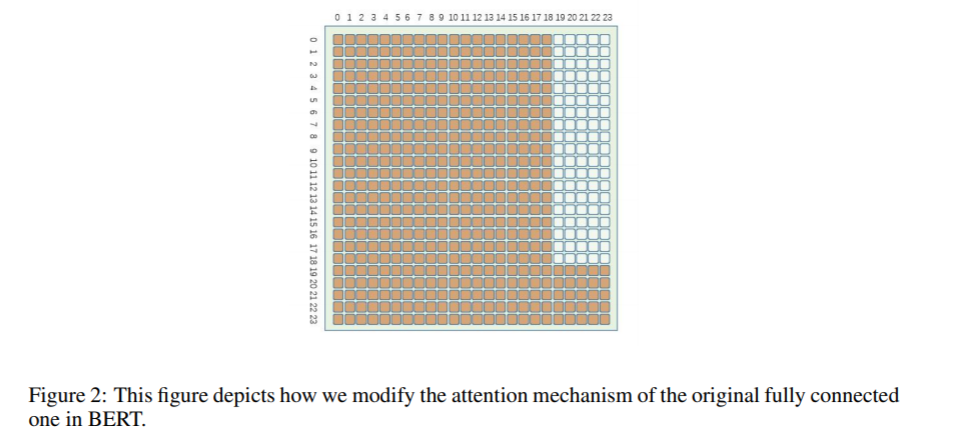 0 1 2 3 4 5 6 7 8 9 10 11 12 13 14 15 16 17 18 19 20 21 22 23
0 1 2 3 4 5 6 7 8 9 10 11 12 13 14 15 16 17 18 19 20 21 22 23
Figure 2: This figure depicts how we modify the attention mechanism of the original fully connected
one in BERT.